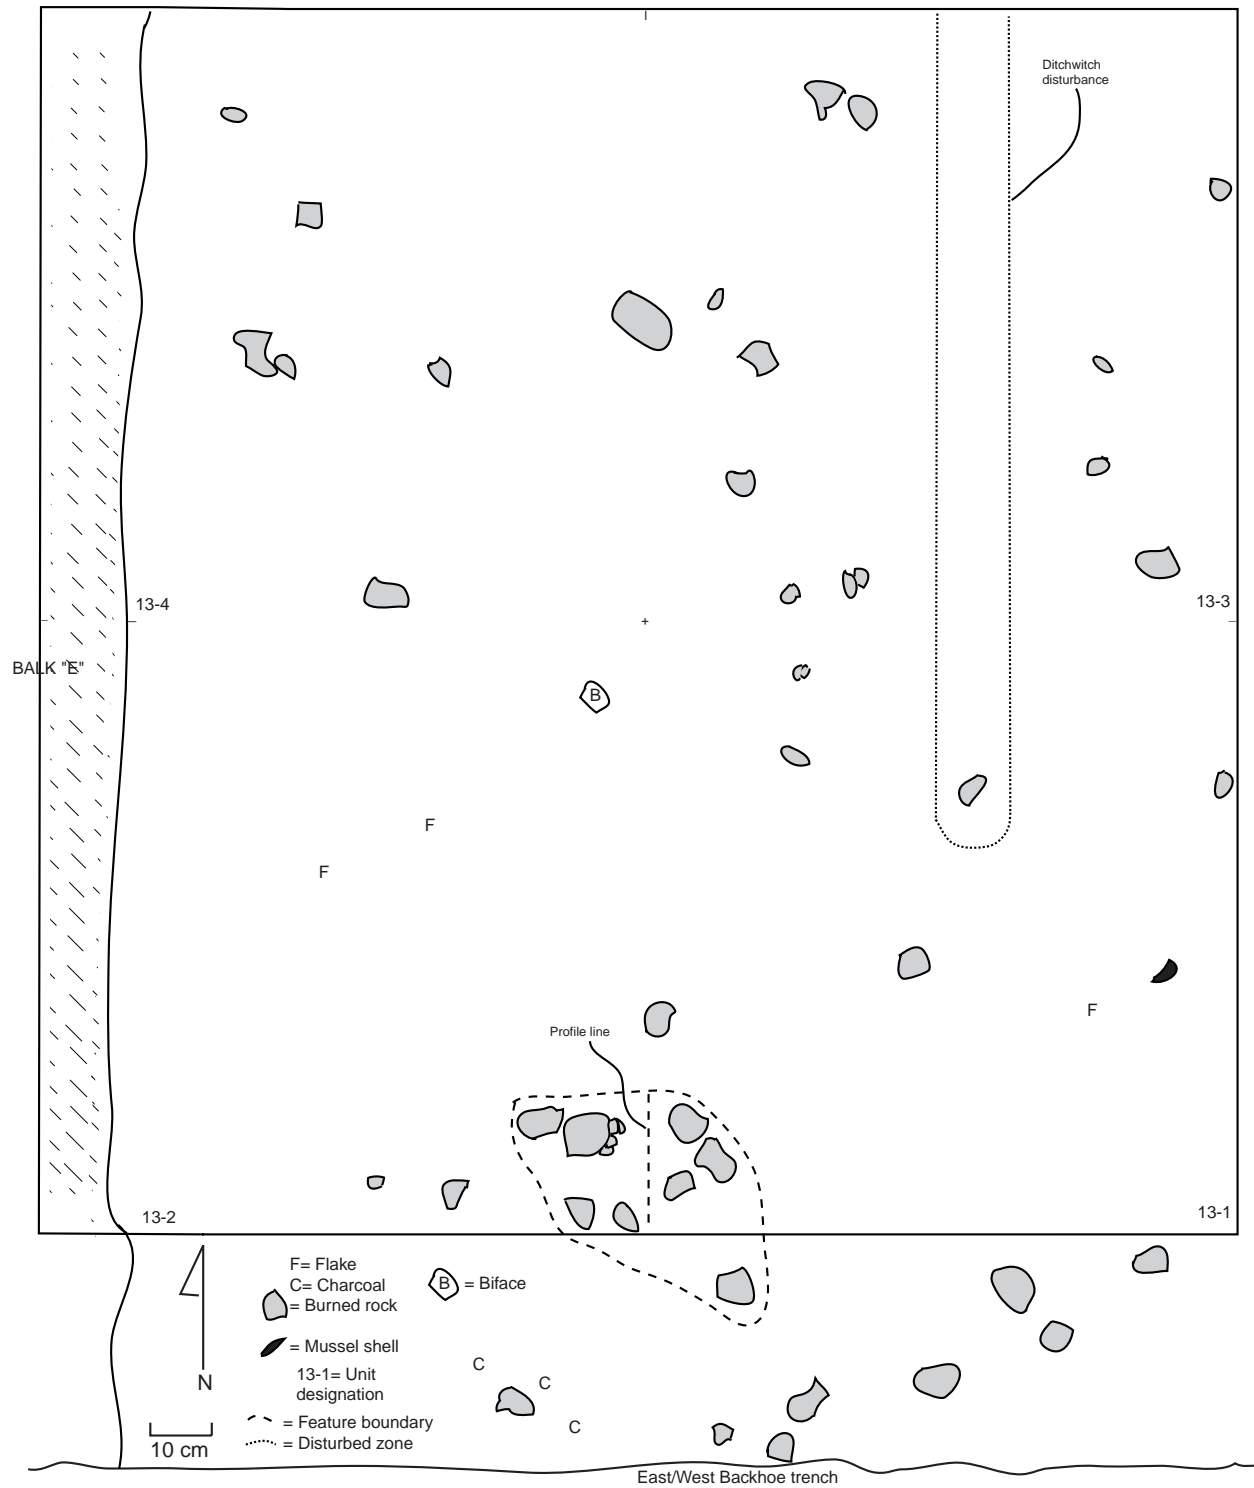 Ditchwitch
disturbance
13-4
13-3
BALK "E"
B
F
F
F
Profile line
13-2
13-1
F= Flake
C= Charcoal
= Burned rock
B = Biface
= Mussel shell
13-1= Unit
designation
= Feature boundary
= Disturbed zone
N
10 cm
C
C
C
East/West Backhoe trench